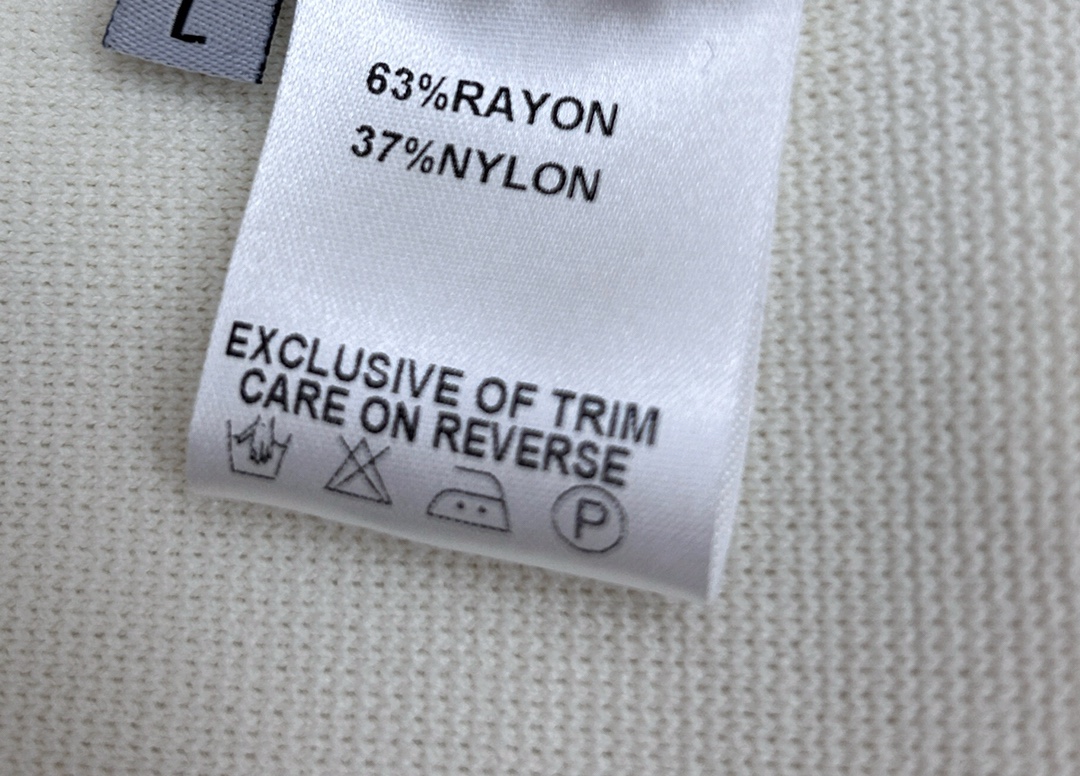 L
63%RAYON
37%NYLON
EXCLUSIVE OF TRIM
CARE ON REVERSE
P